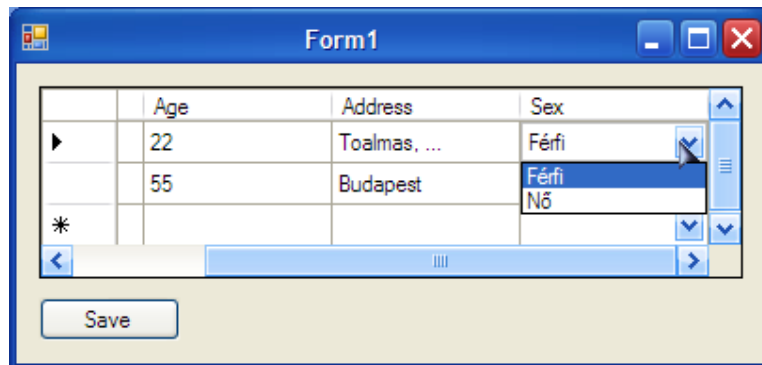 Form1
Age Address Sex
22 Toalmas, ... Férfi
55 Budapest Férfi
Nő
Save